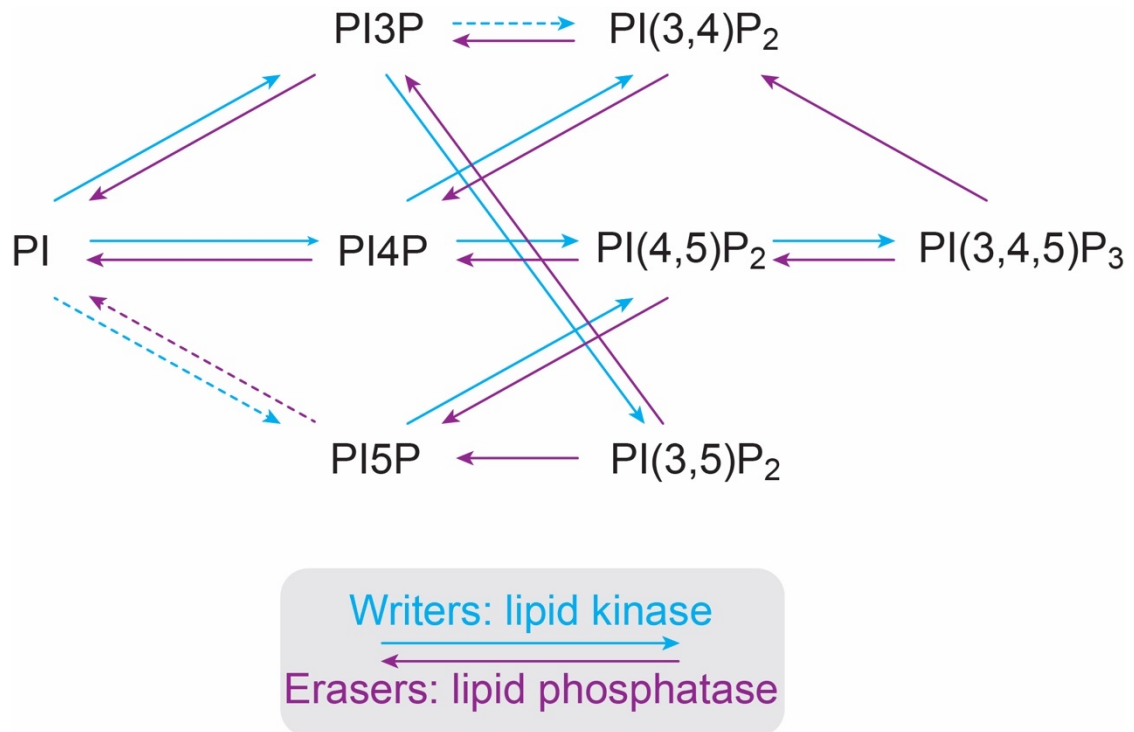 PI3P PI(3,4)P₂
PI PI4P PI(4,5)P₂ PI(3,4,5)P₃
PI5P PI(3,5)P₂
Writers: lipid kinase
Erasers: lipid phosphatase